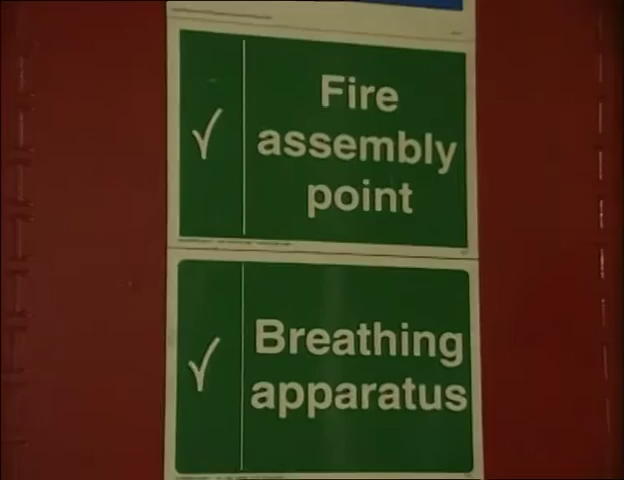 Fire
assembly
point
Breathing
apparatus